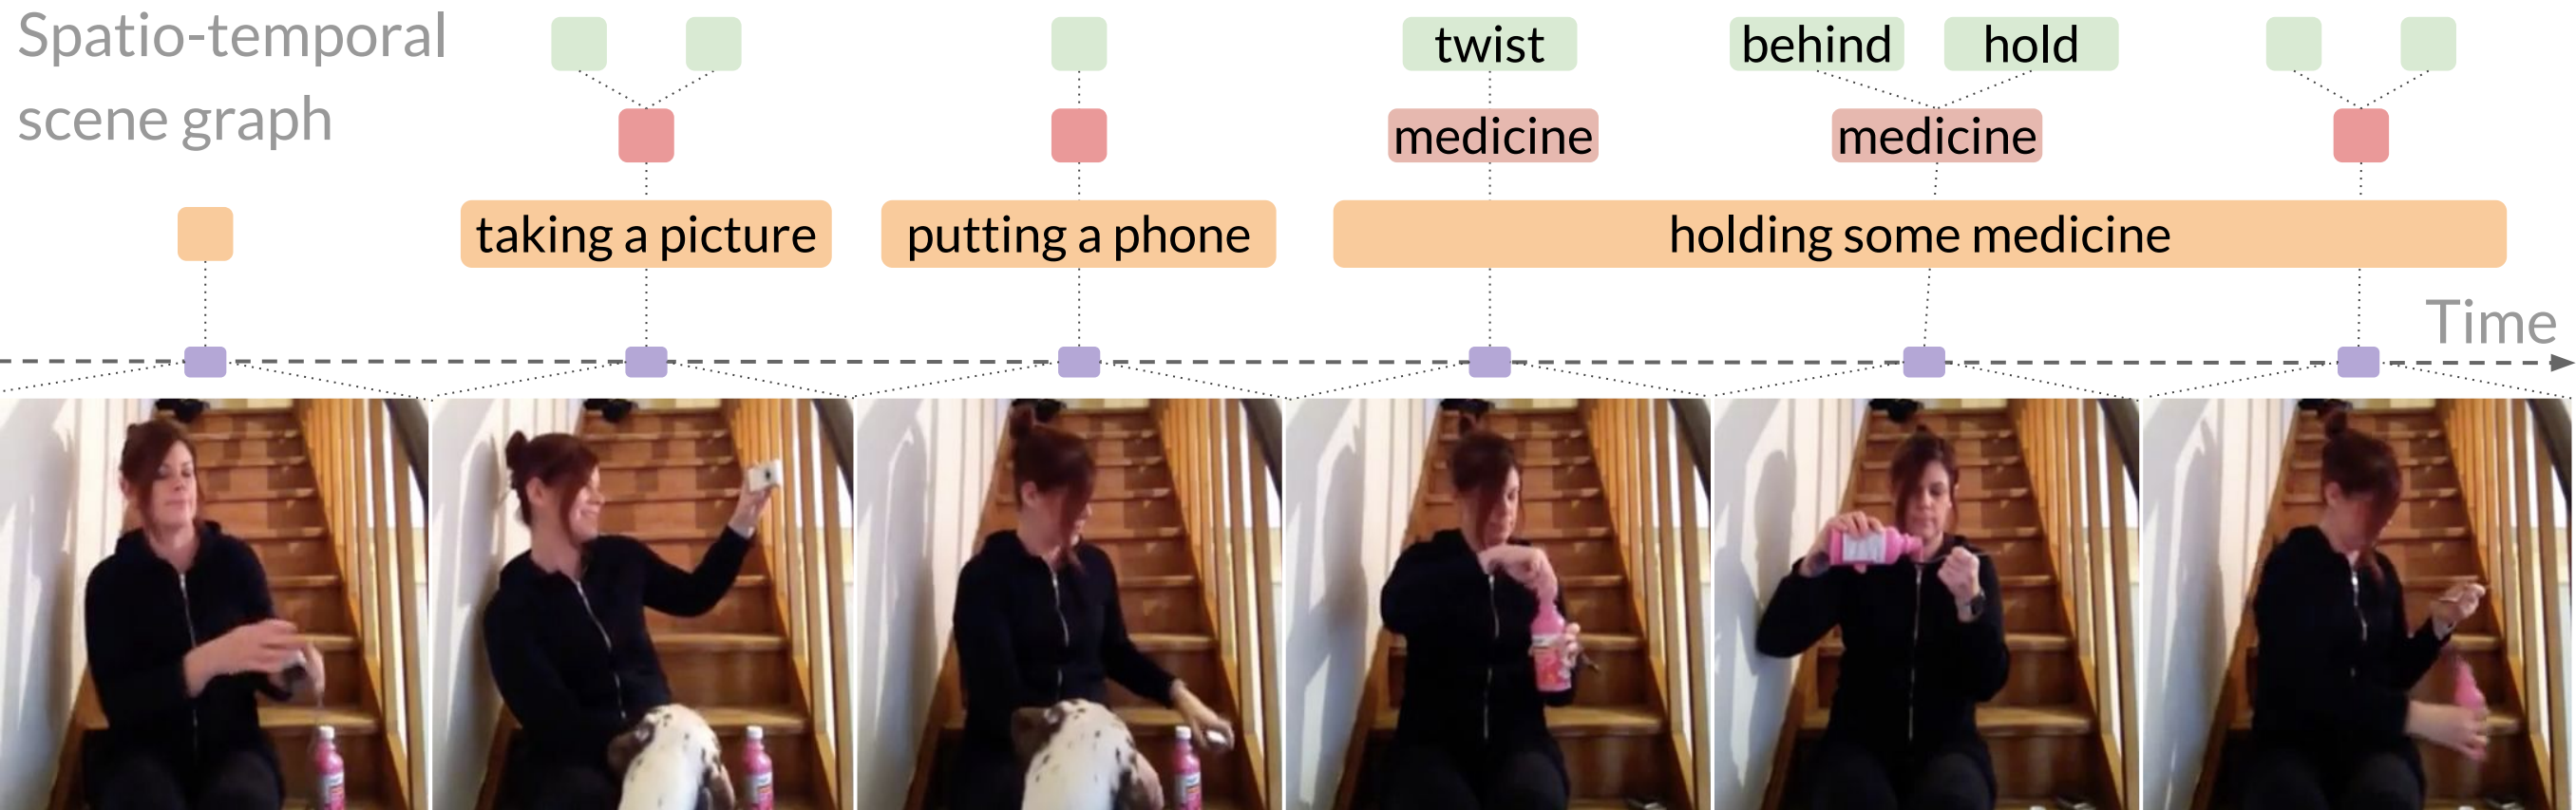 Spatio-temporal
scene graph
twist
behind
hold
medicine
medicine
taking a picture
putting a phone
holding some medicine
Time